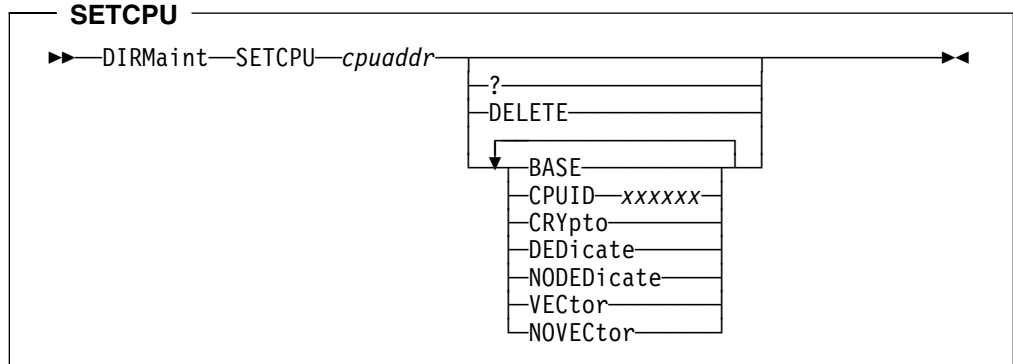 SETCPU
DIRMaint SETCPU cpuaddr
?
DELETE
BASE
CPUID xxxxxx
CRYpto
DEDicate
NODEDicate
VECtor
NOVECtor